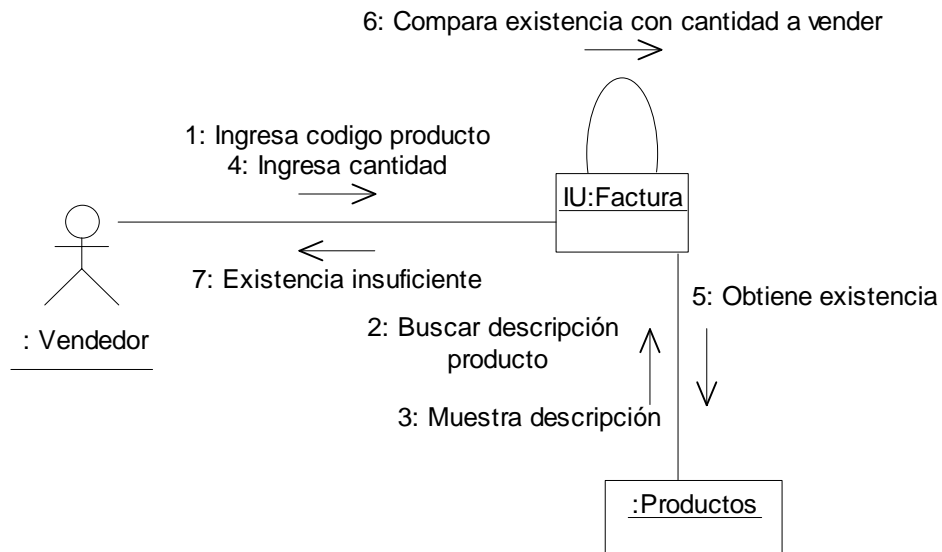 6: Compara existencia con cantidad a vender
1: Ingresa codigo producto
4: Ingresa cantidad
IU:Factura
7: Existencia insuficiente
5: Obtiene existencia
2: Buscar descripción
producto
: Vendedor
3: Muestra descripción
:Productos